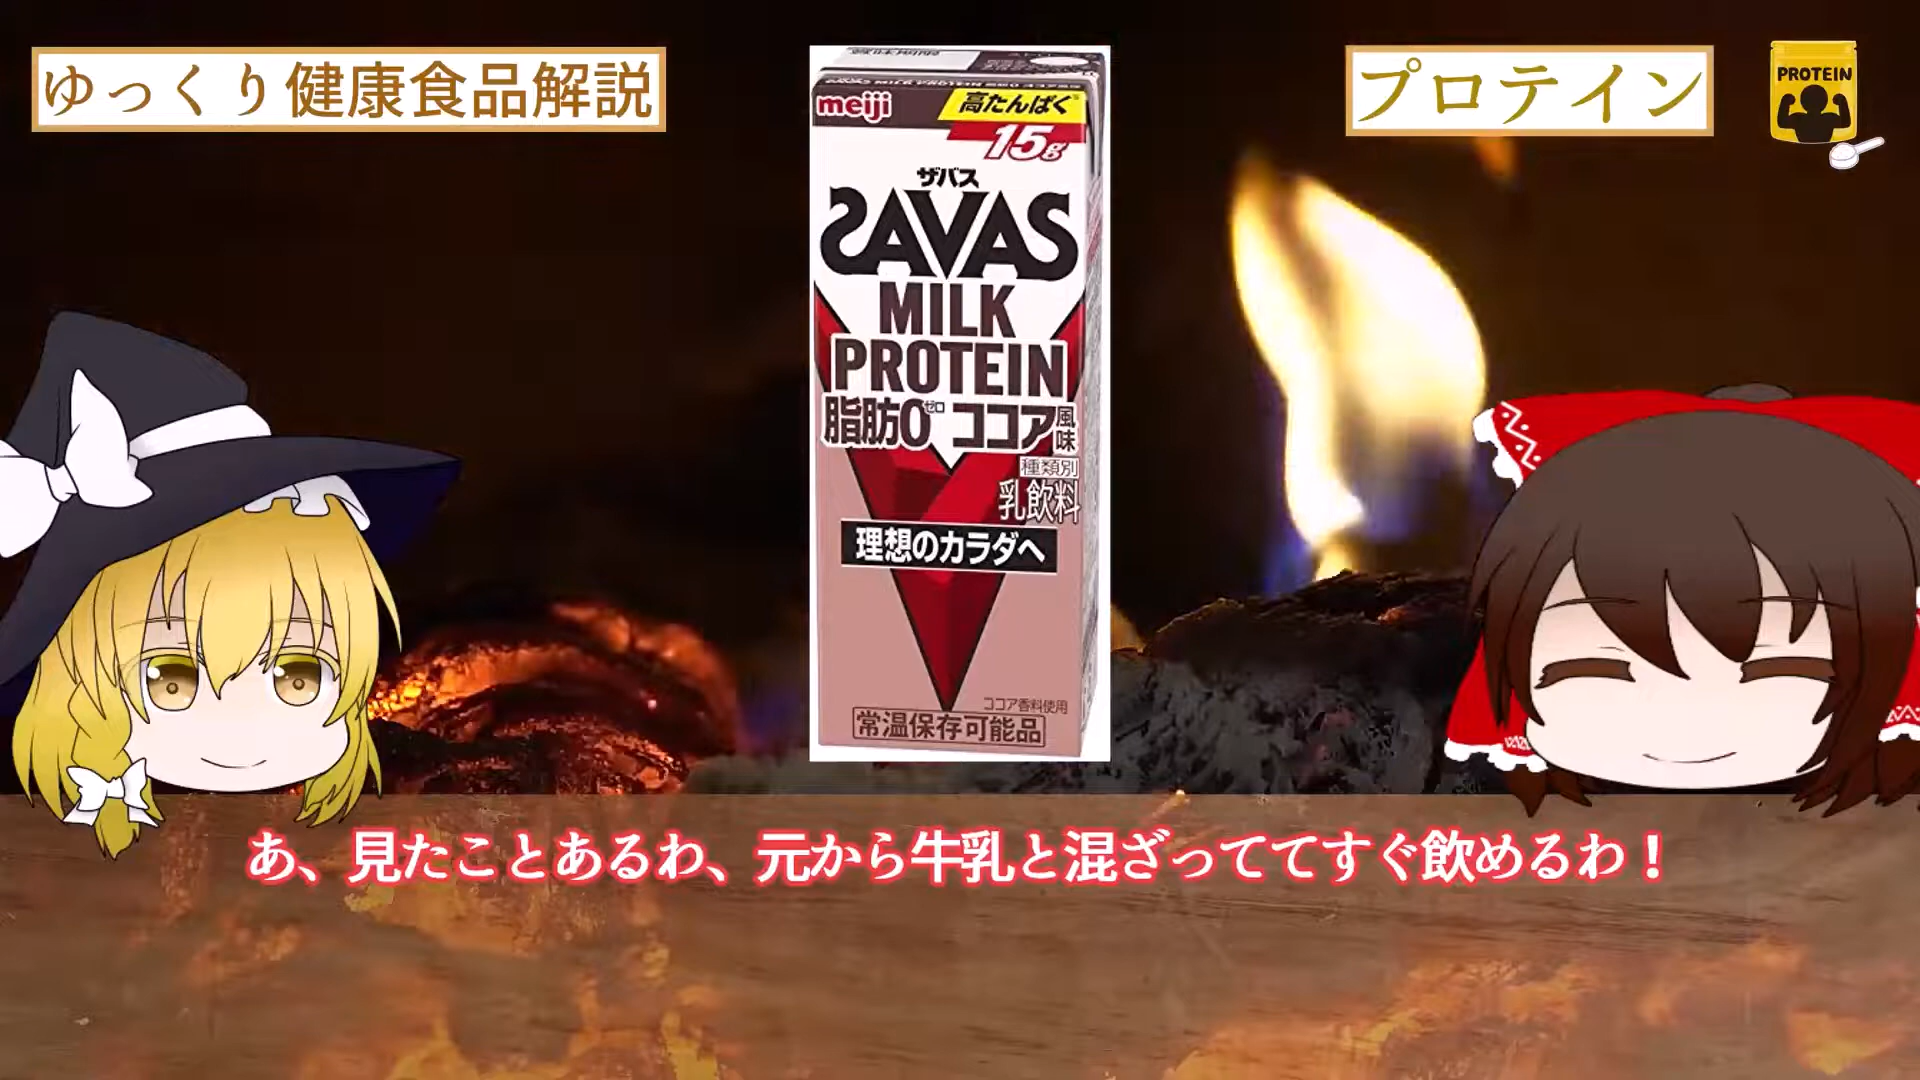 ゆっくり健康食品解説
プロテイン
PROTEIN
meiji
高たんぱく
15g
ザバス
SAVAS
MILK
PROTEIN
脂肪0ゼロ ココア風味
種類別
乳飲料
理想のカラダへ
ココア香料使用
常温保存可能品
あ、見たことあるわ、元から牛乳と混ざっててすぐ飲めるわ！